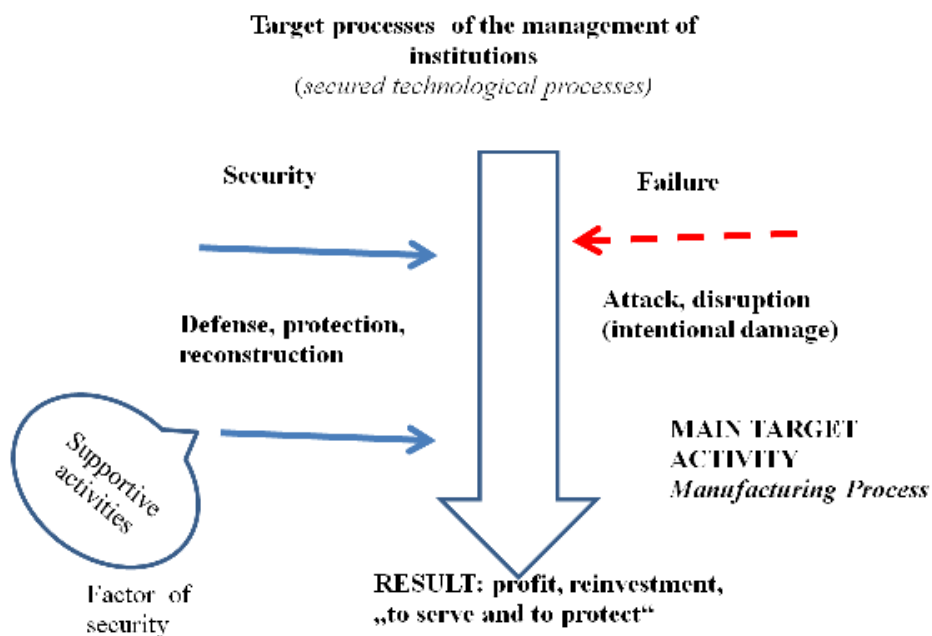 Target processes of the management of
institutions
(secured technological processes)
Security
Failure
Attack, disruption
(intentional damage)
Defense, protection,
reconstruction
MAIN TARGET
ACTIVITY
Manufacturing Process
Supportive
activities
RESULT: profit, reinvestment,
„to serve and to protect“
Factor of
security